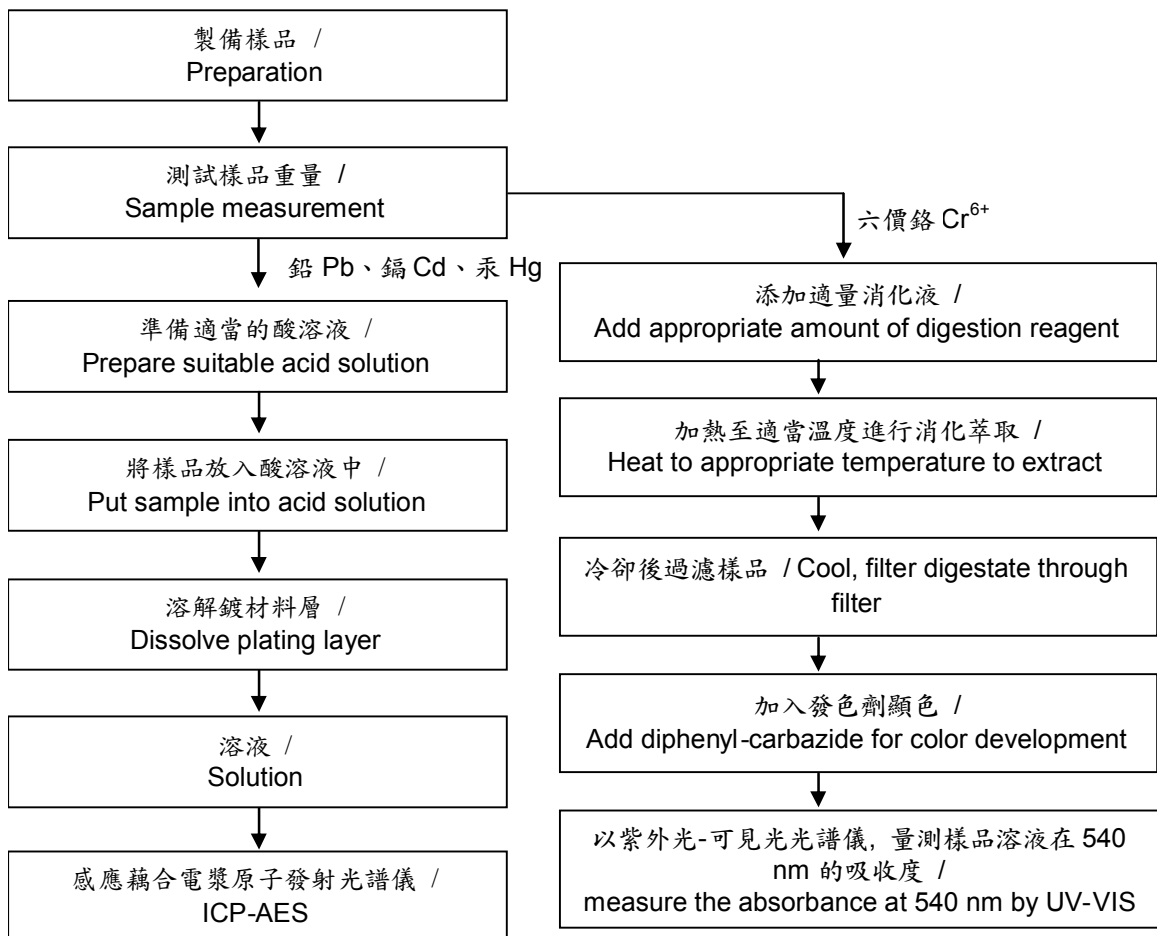 製備樣品 /
Preparation
測試樣品重量 /
Sample measurement
鉛 Pb、鎘 Cd、汞 Hg
準備適當的酸溶液 /
Prepare suitable acid solution
將樣品放入酸溶液中 /
Put sample into acid solution
溶解鍍材料層 /
Dissolve plating layer
溶液 /
Solution
感應藕合電漿原子發射光譜儀 /
ICP-AES
六價鉻 Cr⁶⁺
添加適量消化液 /
Add appropriate amount of digestion reagent
加熱至適當溫度進行消化萃取 /
Heat to appropriate temperature to extract
冷卻後過濾樣品 / Cool, filter digestate through
filter
加入發色劑顯色 /
Add diphenyl-carbazide for color development
以紫外光-可見光光譜儀, 量測樣品溶液在 540
nm 的吸收度 /
measure the absorbance at 540 nm by UV-VIS